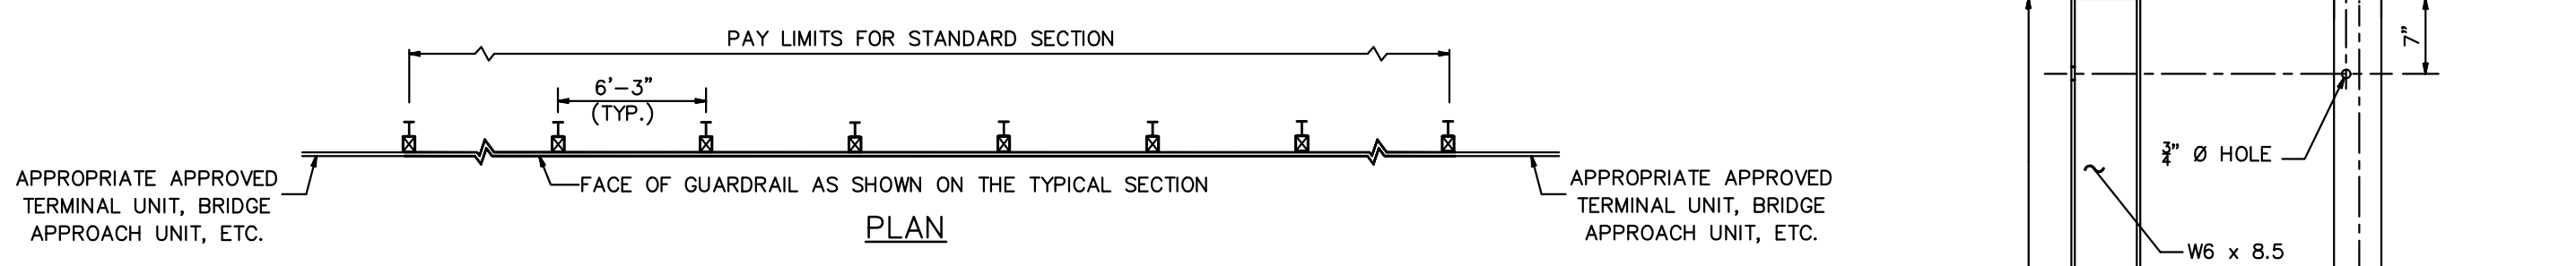 PAY LIMITS FOR STANDARD SECTION
6'-3"
(TYP.)
APPROPRIATE APPROVED
TERMINAL UNIT, BRIDGE
APPROACH UNIT, ETC.
FACE OF GUARDRAIL AS SHOWN ON THE TYPICAL SECTION
PLAN
APPROPRIATE APPROVED
TERMINAL UNIT, BRIDGE
APPROACH UNIT, ETC.
7"
3/4" Ø HOLE
W6 x 8.5